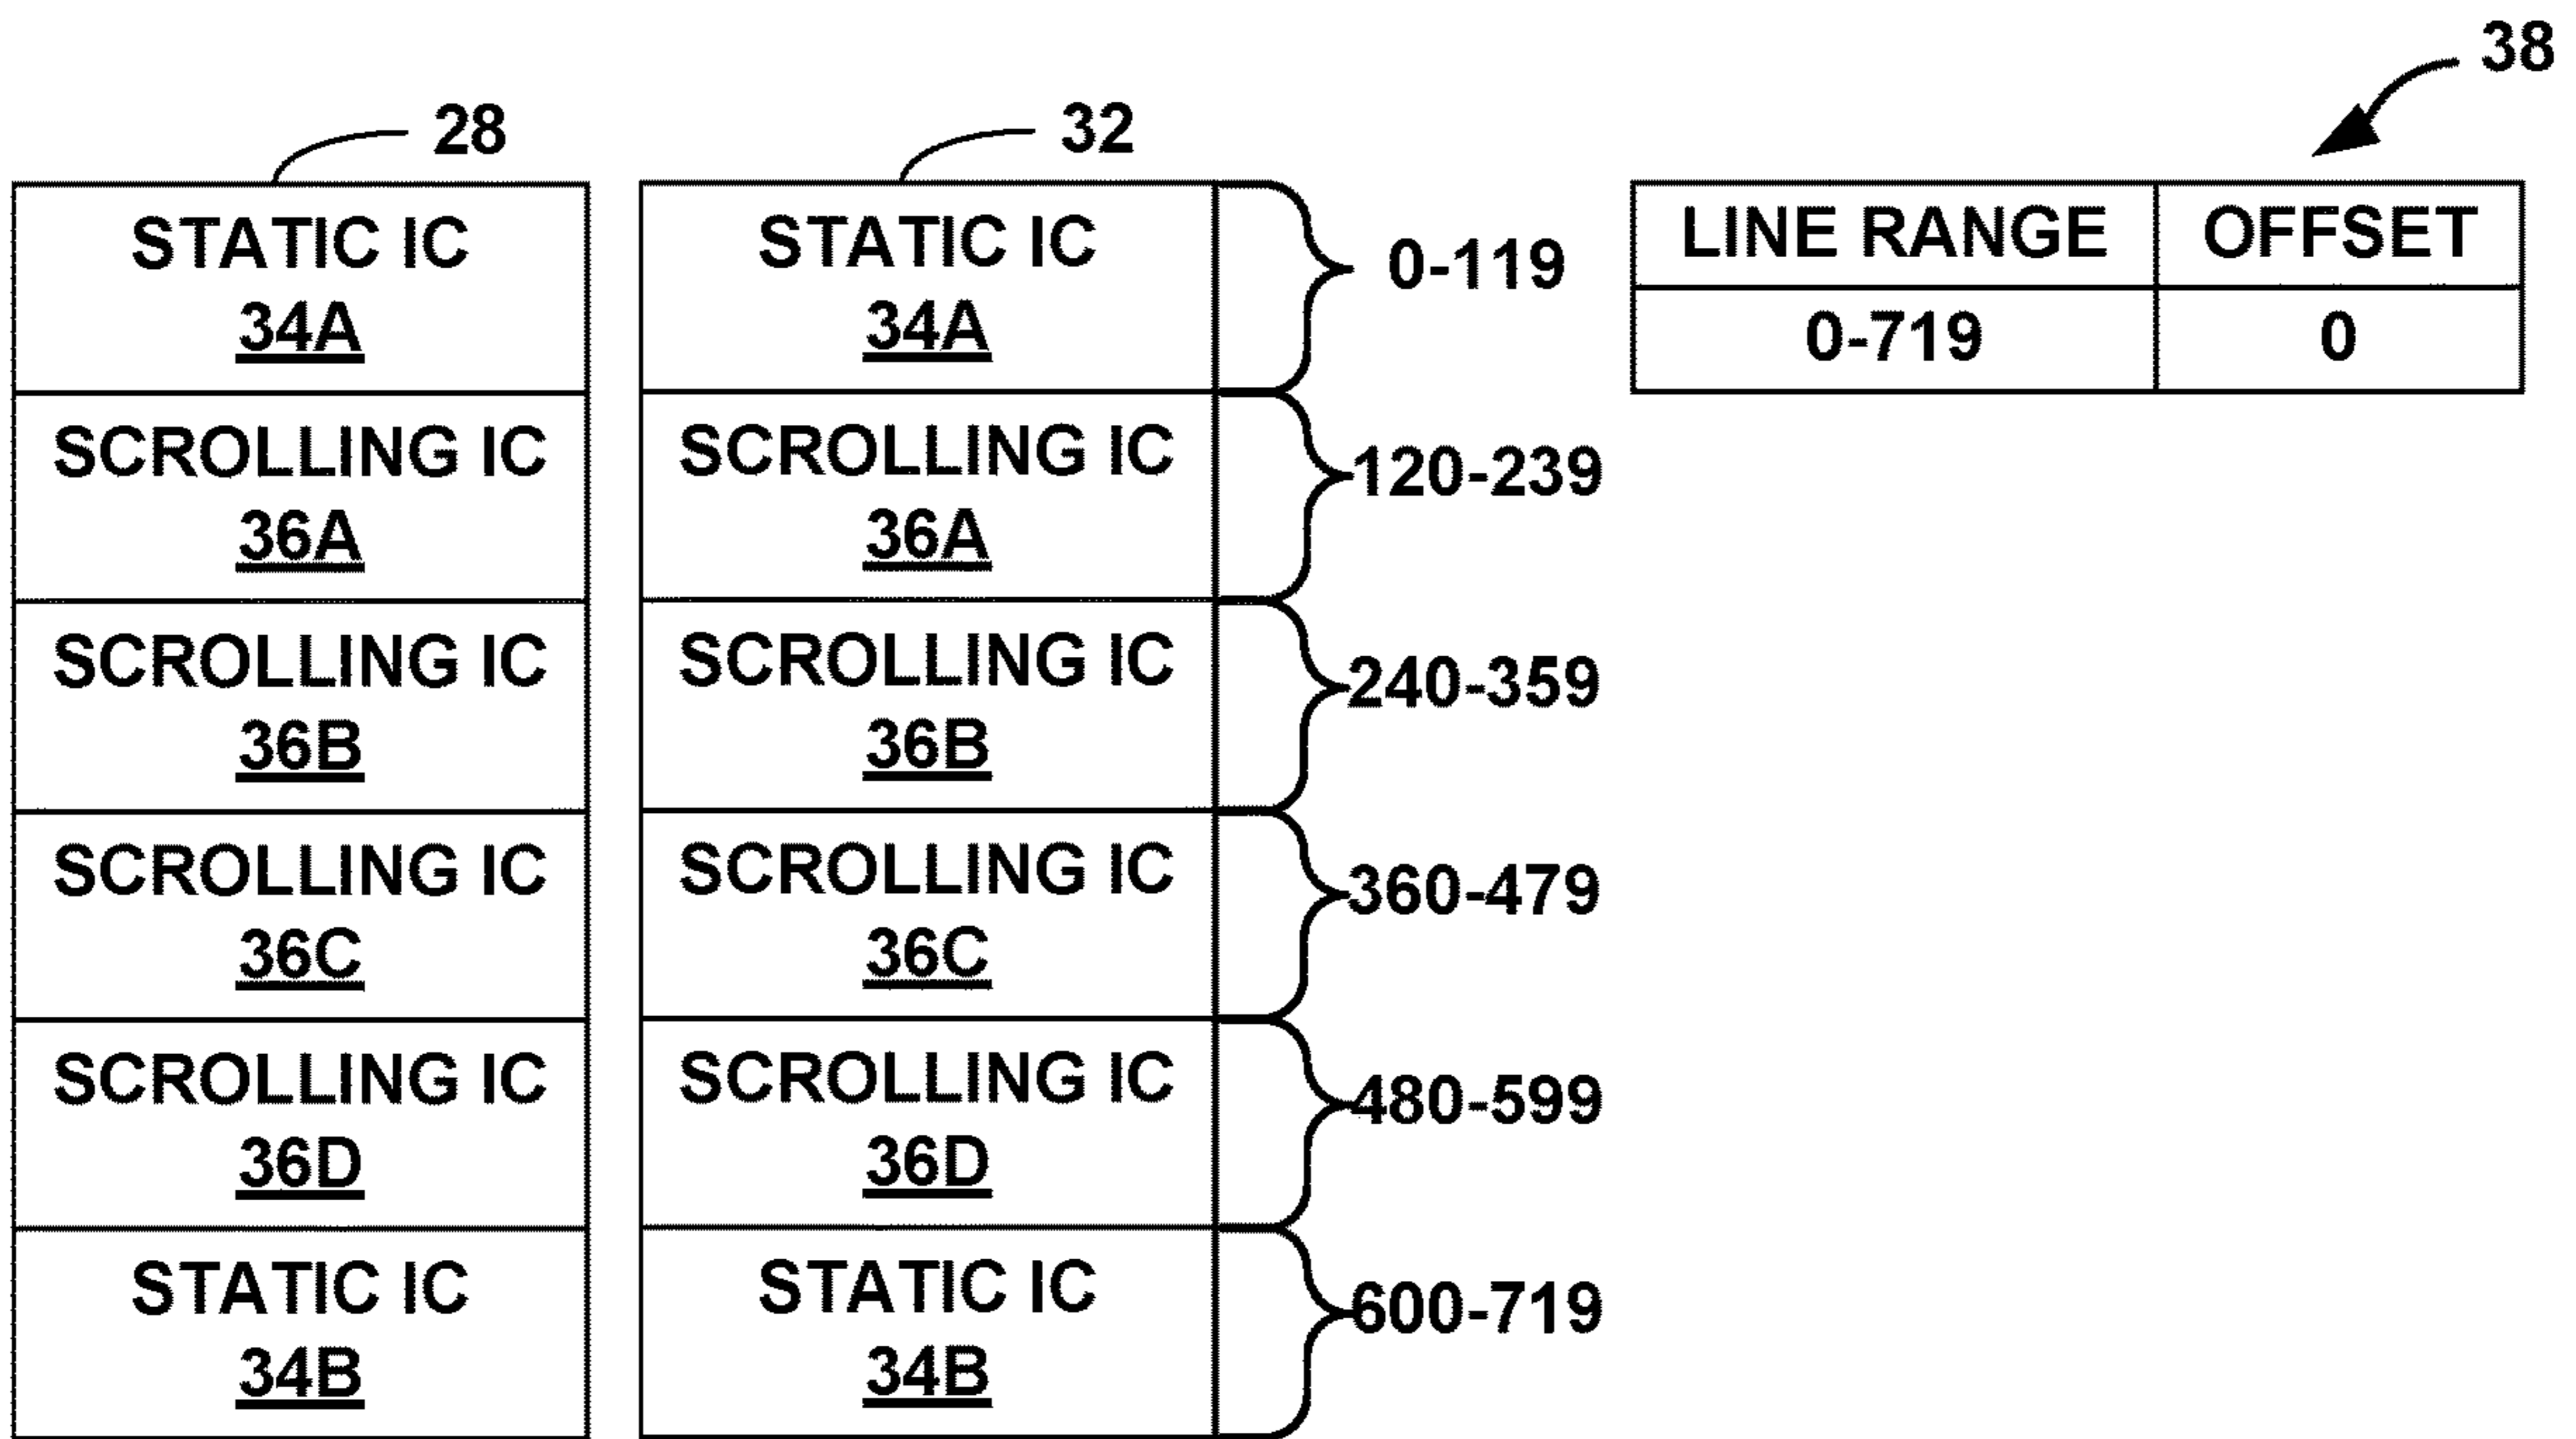 38
28
32
STATIC IC
34A
SCROLLING IC
36A
SCROLLING IC
36B
SCROLLING IC
36C
SCROLLING IC
36D
STATIC IC
34B
STATIC IC
34A
SCROLLING IC
36A
SCROLLING IC
36B
SCROLLING IC
36C
SCROLLING IC
36D
STATIC IC
34B
0-119
120-239
240-359
360-479
480-599
600-719
LINE RANGE OFFSET
0-719 0